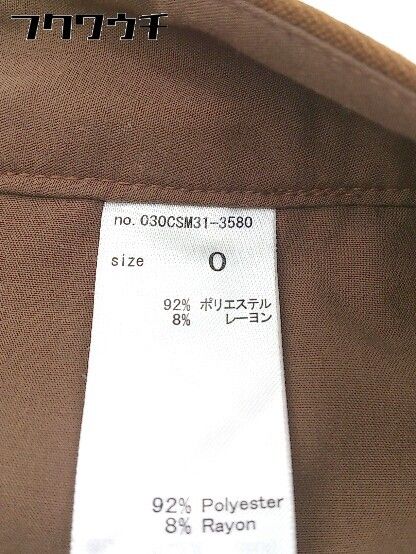 フクワウチ
no. 030CSM31-3580
size 0
92% ポリエステル
8% レーヨン
92% Polyester
8% Rayon